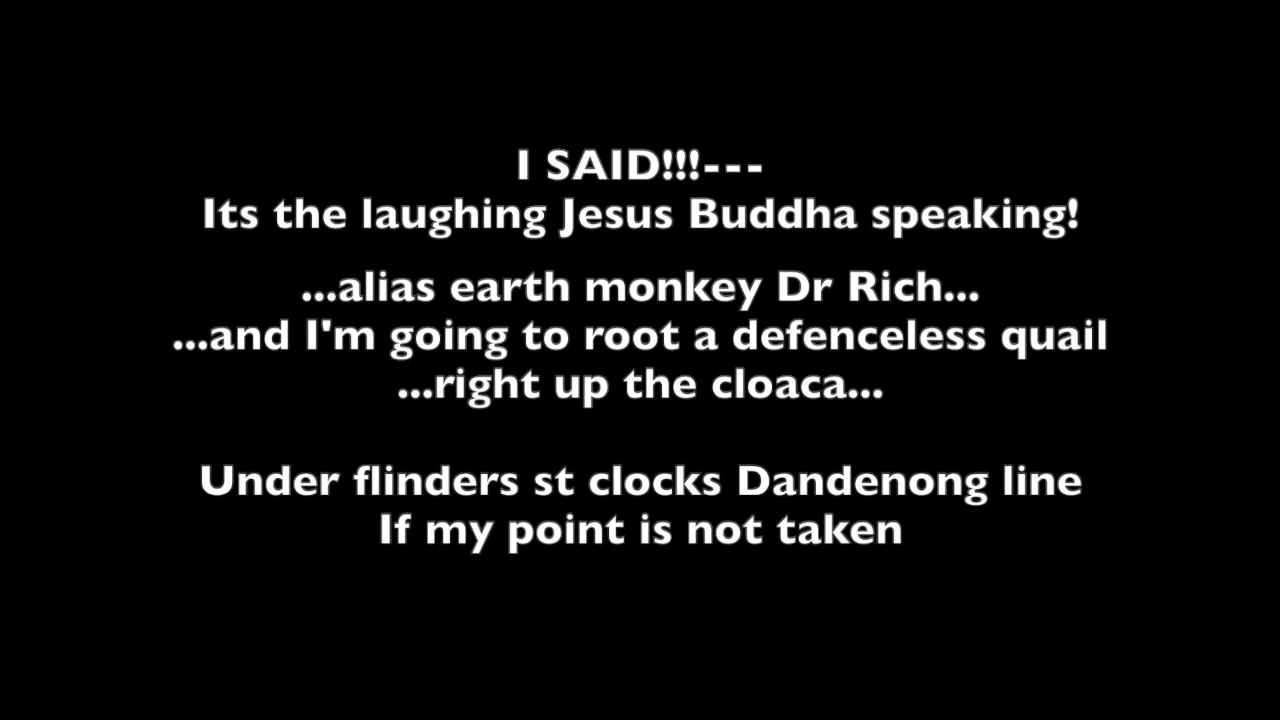 I SAID!!!---
Its the laughing Jesus Buddha speaking!
...alias earth monkey Dr Rich...
...and I'm going to root a defenceless quail
...right up the cloaca...
Under flinders st clocks Dandenong line
If my point is not taken